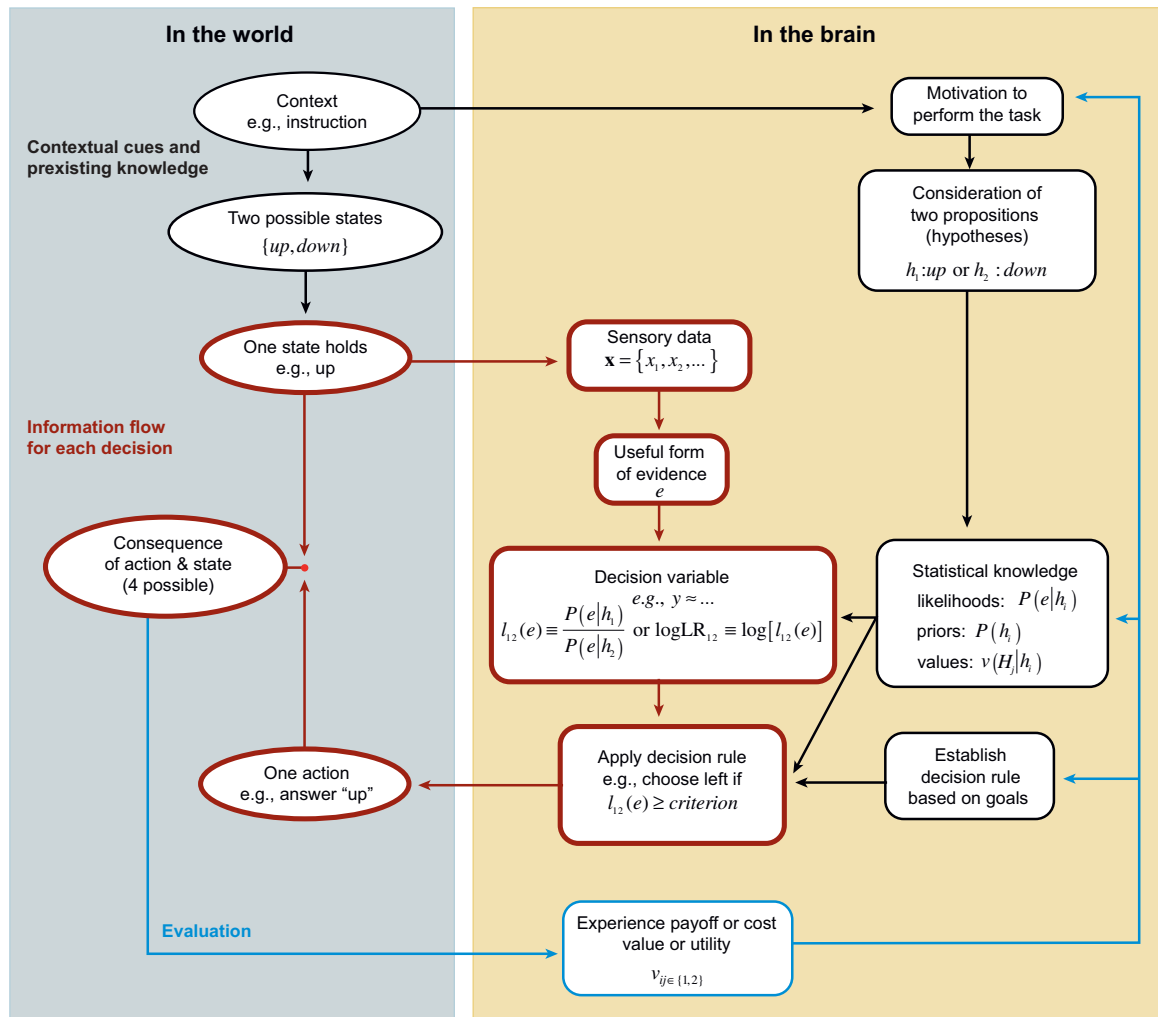 In the world
In the brain
Context
e.g., instruction
Motivation to
perform the task
Contextual cues and
prexisting knowledge
Two possible states
{up, down}
Consideration of
two propositions
(hypotheses)
h₁:up or h₂ : down
One state holds
e.g., up
Sensory data
x = {x₁, x₂,... }
Information flow
for each decision
Useful form
of evidence
e
Consequence
of action & state
(4 possible)
Decision variable
e.g., y ≈ ...
l₁₂(e) ≡ P(e|h₁) / P(e|h₂) or logLR₁₂ ≡ log[l₁₂(e)]
Statistical knowledge
likelihoods: P(e|hᵢ)
priors: P(hᵢ)
values: v(Hⱼ|hᵢ)
One action
e.g., answer “up”
Apply decision rule
e.g., choose left if
l₁₂(e) ≥ criterion
Establish
decision rule
based on goals
Evaluation
Experience payoff or cost
value or utility
v_{ij∈{1,2}}